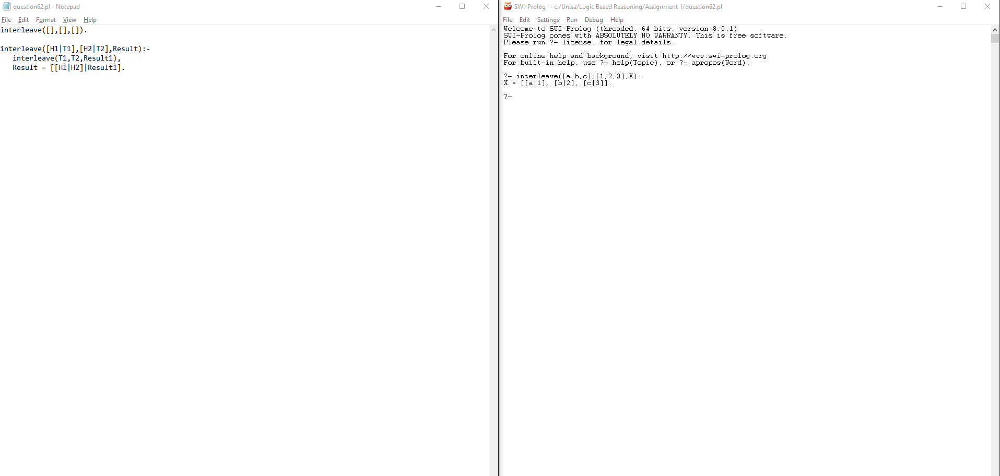 question62.pl - Notepad
File Edit Format View Help
interleave([],[],[]).
interleave([H1|T1],[H2|T2],Result):-
interleave(T1,T2,Result1),
Result = [[H1|H2]|Result1].
SWI-Prolog -- c:/Unisa/Logic Based Reasoning/Assignment 1/question62.pl
File Edit Settings Run Debug Help
Welcome to SWI-Prolog (threaded, 64 bits, version 8.0.1)
SWI-Prolog comes with ABSOLUTELY NO WARRANTY. This is free software.
Please run ?- license. for legal details.
For online help and background, visit http://www.swi-prolog.org
For built-in help, use ?- help(Topic). or ?- apropos(Word).
?- interleave([a,b,c],[1,2,3],X).
X = [[a|1], [b|2], [c|3]].
?-